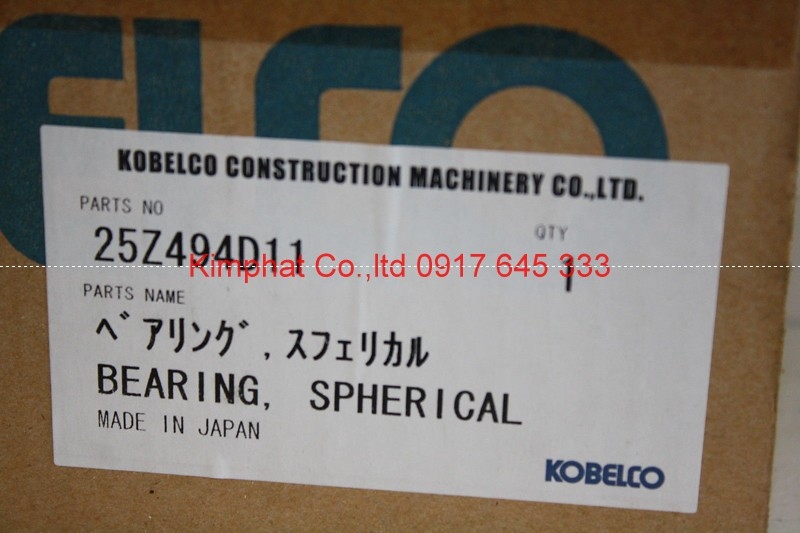 ELCO
KOBELCO CONSTRUCTION MACHINERY CO.,LTD.
PARTS NO
QTY
25Z494D11
1
Kimphat Co.,ltd 0917 645 333
PARTS NAME
ベアリング,スフェリカル
BEARING, SPHERICAL
MADE IN JAPAN
KOBELCO